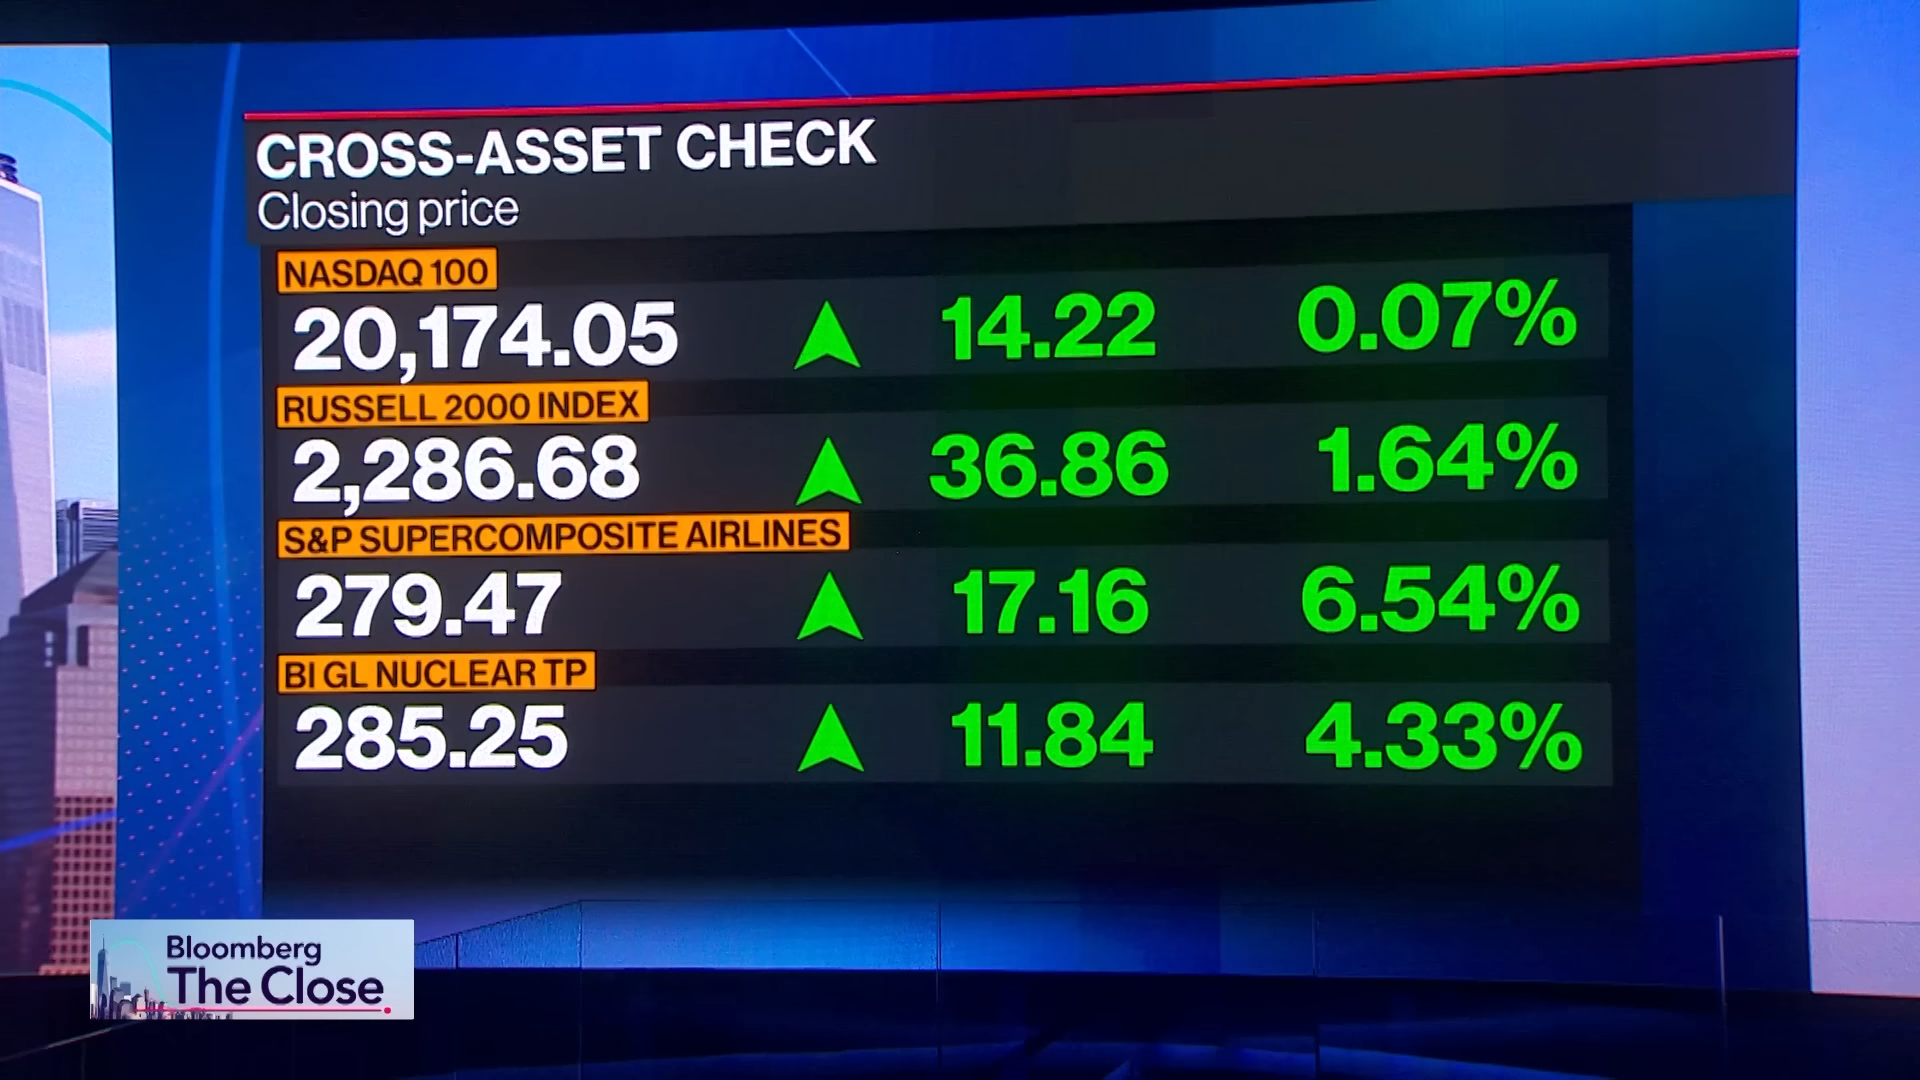 CROSS-ASSET CHECK
Closing price
NASDAQ 100
20,174.05 ▲ 14.22 0.07%
RUSSELL 2000 INDEX
2,286.68 ▲ 36.86 1.64%
S&P SUPERCOMPOSITE AIRLINES
279.47 ▲ 17.16 6.54%
BI GL NUCLEAR TP
285.25 ▲ 11.84 4.33%
Bloomberg
The Close